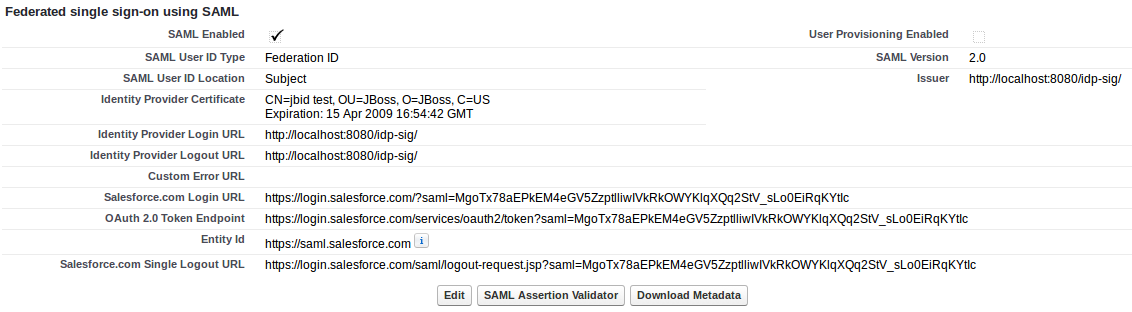 Federated single sign-on using SAML
SAML Enabled User Provisioning Enabled
SAML User ID Type Federation ID SAML Version 2.0
SAML User ID Location Subject Issuer http://localhost:8080/idp-sig/
Identity Provider Certificate CN=jbid test, OU=JBoss, O=JBoss, C=US
Expiration: 15 Apr 2009 16:54:42 GMT
Identity Provider Login URL http://localhost:8080/idp-sig/
Identity Provider Logout URL http://localhost:8080/idp-sig/
Custom Error URL
Salesforce.com Login URL https://login.salesforce.com/?saml=MgoTx78aEPkEM4eGV5ZzptlliwIVkRkOWYKlqXQq2StV_sLo0EiRqKYtIc
OAuth 2.0 Token Endpoint https://login.salesforce.com/services/oauth2/token?saml=MgoTx78aEPkEM4eGV5ZzptlliwIVkRkOWYKlqXQq2StV_sLo0EiRqKYtIc
Entity Id https://saml.salesforce.com i
Salesforce.com Single Logout URL https://login.salesforce.com/saml/logout-request.jsp?saml=MgoTx78aEPkEM4eGV5ZzptlliwIVkRkOWYKlqXQq2StV_sLo0EiRqKYtIc
Edit SAML Assertion Validator Download Metadata